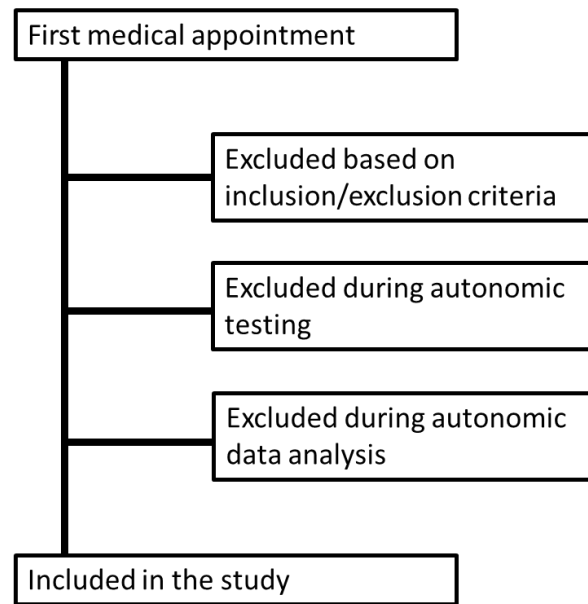 First medical appointment
Excluded based on
inclusion/exclusion criteria
Excluded during autonomic
testing
Excluded during autonomic
data analysis
Included in the study